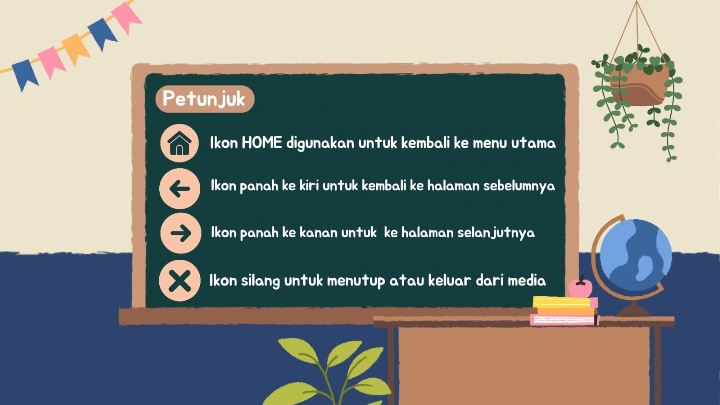 Petunjuk
Ikon HOME digunakan untuk kembali ke menu utama
Ikon panah ke kiri untuk kembali ke halaman sebelumnya
Ikon panah ke kanan untuk ke halaman selanjutnya
Ikon silang untuk menutup atau keluar dari media